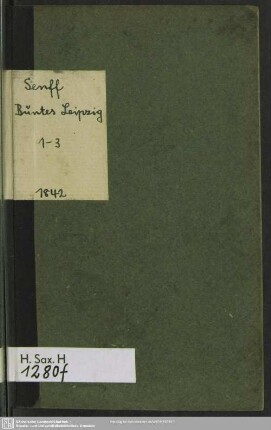 Senff
Buntes Leipzig
1-3
1842
H. Sax. H.
1280f